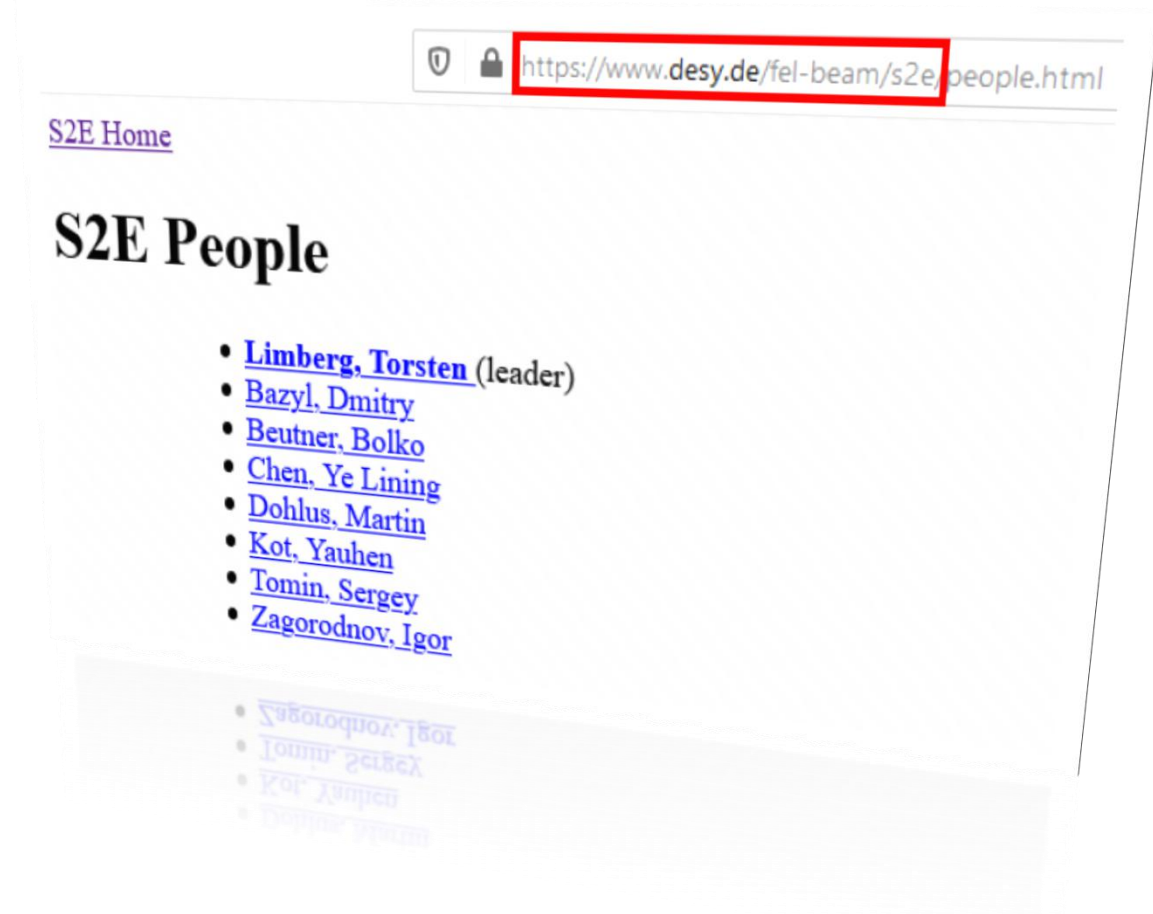 https://www.desy.de/fel-beam/s2e/people.html
S2E Home
S2E People
• Limberg, Torsten (leader)
• Bazyl, Dmitry
• Beutner, Bolko
• Chen, Ye Lining
• Dohlus, Martin
• Kot, Yauhen
• Tomin, Sergey
• Zagorodnov, Igor